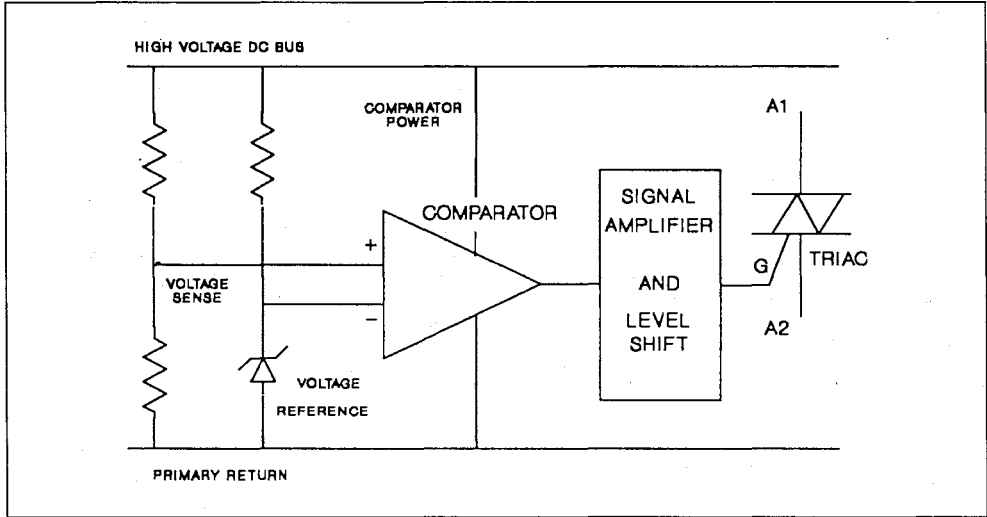 HIGH VOLTAGE DC BUS
COMPARATOR
POWER
A1
COMPARATOR
SIGNAL
AMPLIFIER
AND
LEVEL
SHIFT
+
−
VOLTAGE
SENSE
G
TRIAC
A2
VOLTAGE
REFERENCE
PRIMARY RETURN